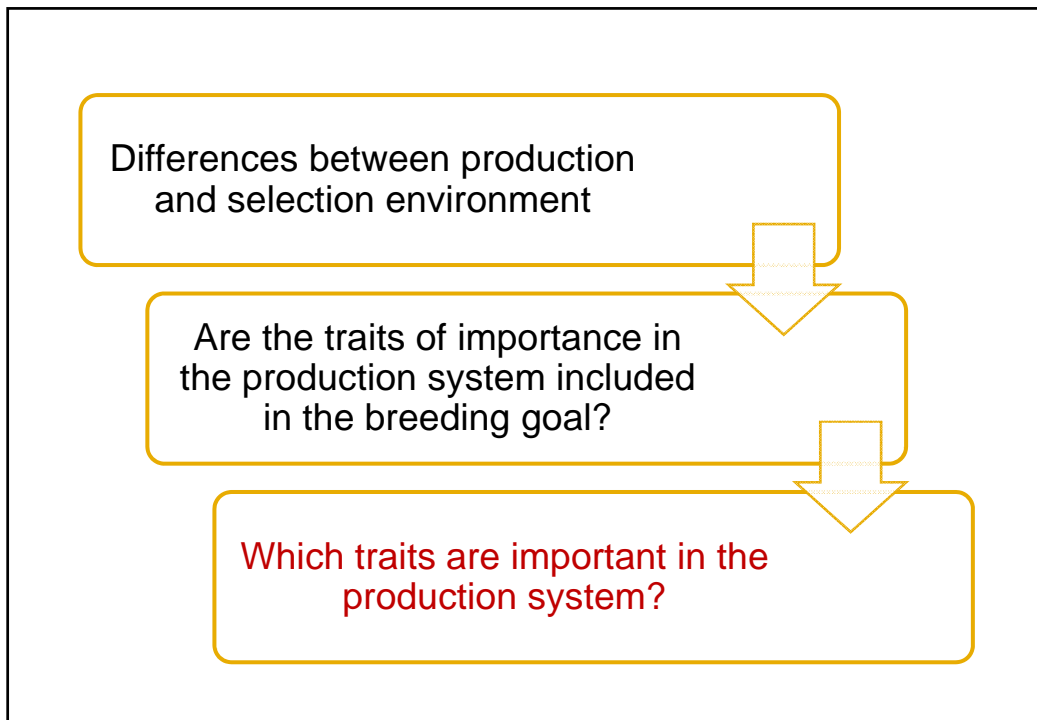 Differences between production
and selection environment
Are the traits of importance in
the production system included
in the breeding goal?
Which traits are important in the
production system?